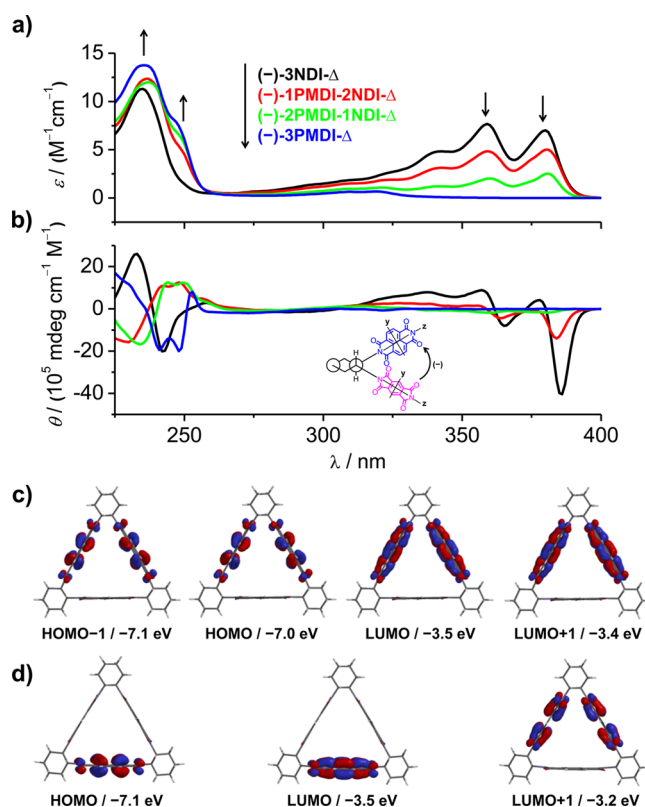 a)
ε / (M⁻¹cm⁻¹)
15
10
5
0
(−)-3NDI-Δ
(−)-1PMDI-2NDI-Δ
(−)-2PMDI-1NDI-Δ
(−)-3PMDI-Δ
b)
θ / (10⁵ mdeg cm⁻¹ M⁻¹)
20
0
-20
-40
y
z
O
O
N
N
O
O
H
H
(−)
y
O
O
N
N
O
O
z
250
300
350
400
λ / nm
c)
HOMO−1 / −7.1 eV
HOMO / −7.0 eV
LUMO / −3.5 eV
LUMO+1 / −3.4 eV
d)
HOMO / −7.1 eV
LUMO / −3.5 eV
LUMO+1 / −3.2 eV